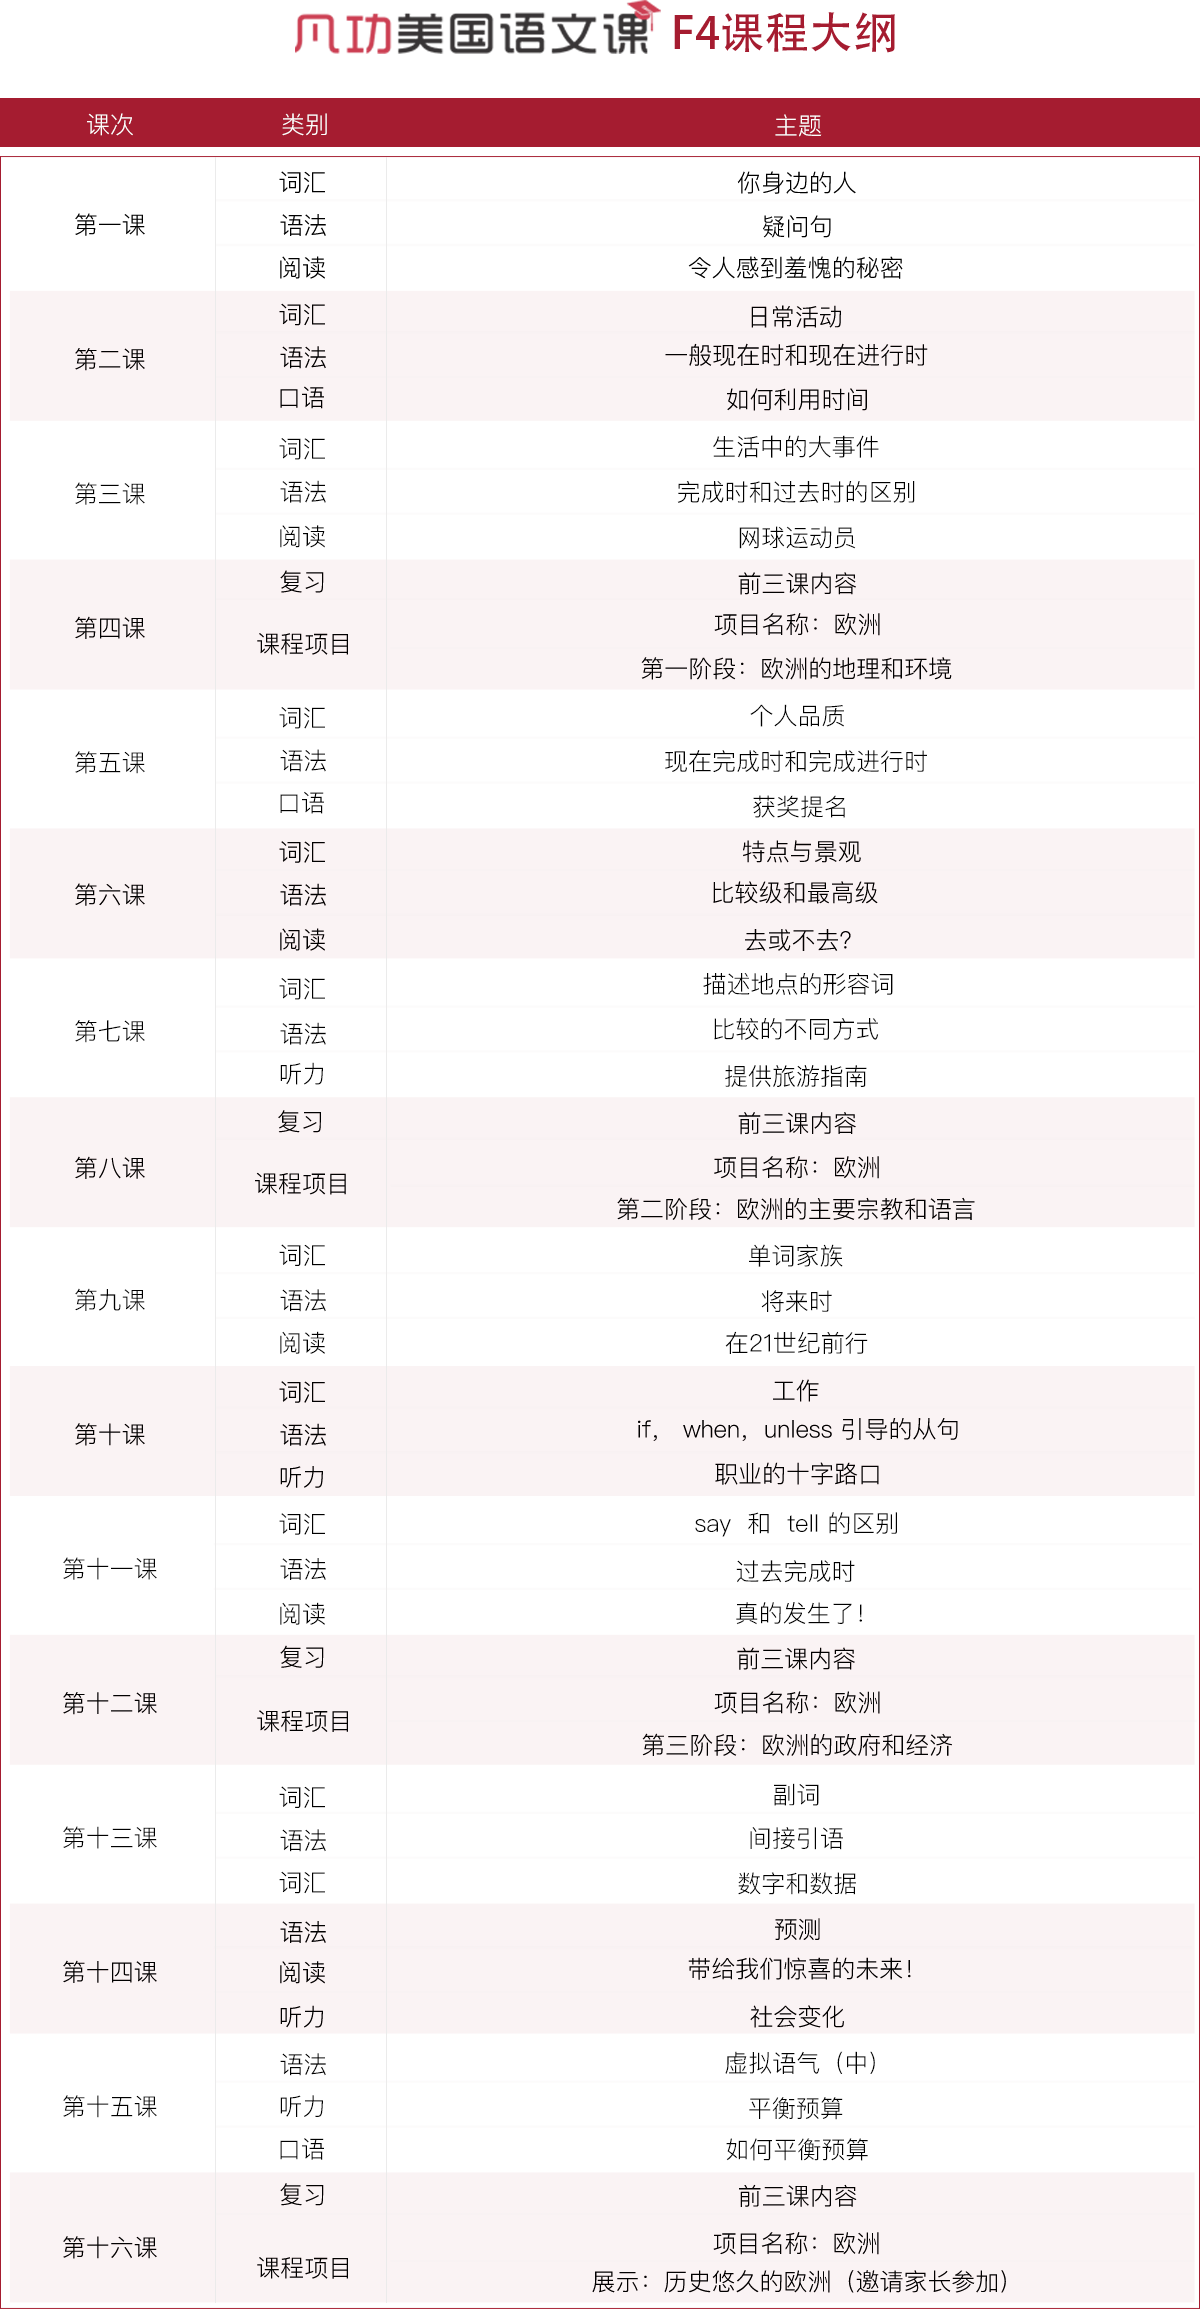 凡功美国语文课 F4课程大纲
课次 类别 主题
第一课
词汇 你身边的人
语法 疑问句
阅读 令人感到羞愧的秘密
第二课
词汇 日常活动
语法 一般现在时和现在进行时
口语 如何利用时间
第三课
词汇 生活中的大事件
语法 完成时和过去时的区别
阅读 网球运动员
第四课
复习 前三课内容
课程项目
项目名称：欧洲
第一阶段：欧洲的地理和环境
第五课
词汇 个人品质
语法 现在完成时和完成进行时
口语 获奖提名
第六课
词汇 特点与景观
语法 比较级和最高级
阅读 去或不去？
第七课
词汇 描述地点的形容词
语法 比较的不同方式
听力 提供旅游指南
第八课
复习 前三课内容
课程项目
项目名称：欧洲
第二阶段：欧洲的主要宗教和语言
第九课
词汇 单词家族
语法 将来时
阅读 在21世纪前行
第十课
词汇 工作
语法 if， when，unless 引导的从句
听力 职业的十字路口
第十一课
词汇 say 和 tell 的区别
语法 过去完成时
阅读 真的发生了！
第十二课
复习 前三课内容
课程项目
项目名称：欧洲
第三阶段：欧洲的政府和经济
第十三课
词汇 副词
语法 间接引语
词汇 数字和数据
第十四课
语法 预测
阅读 带给我们惊喜的未来！
听力 社会变化
第十五课
语法 虚拟语气（中）
听力 平衡预算
口语 如何平衡预算
第十六课
复习 前三课内容
课程项目
项目名称：欧洲
展示：历史悠久的欧洲（邀请家长参加）